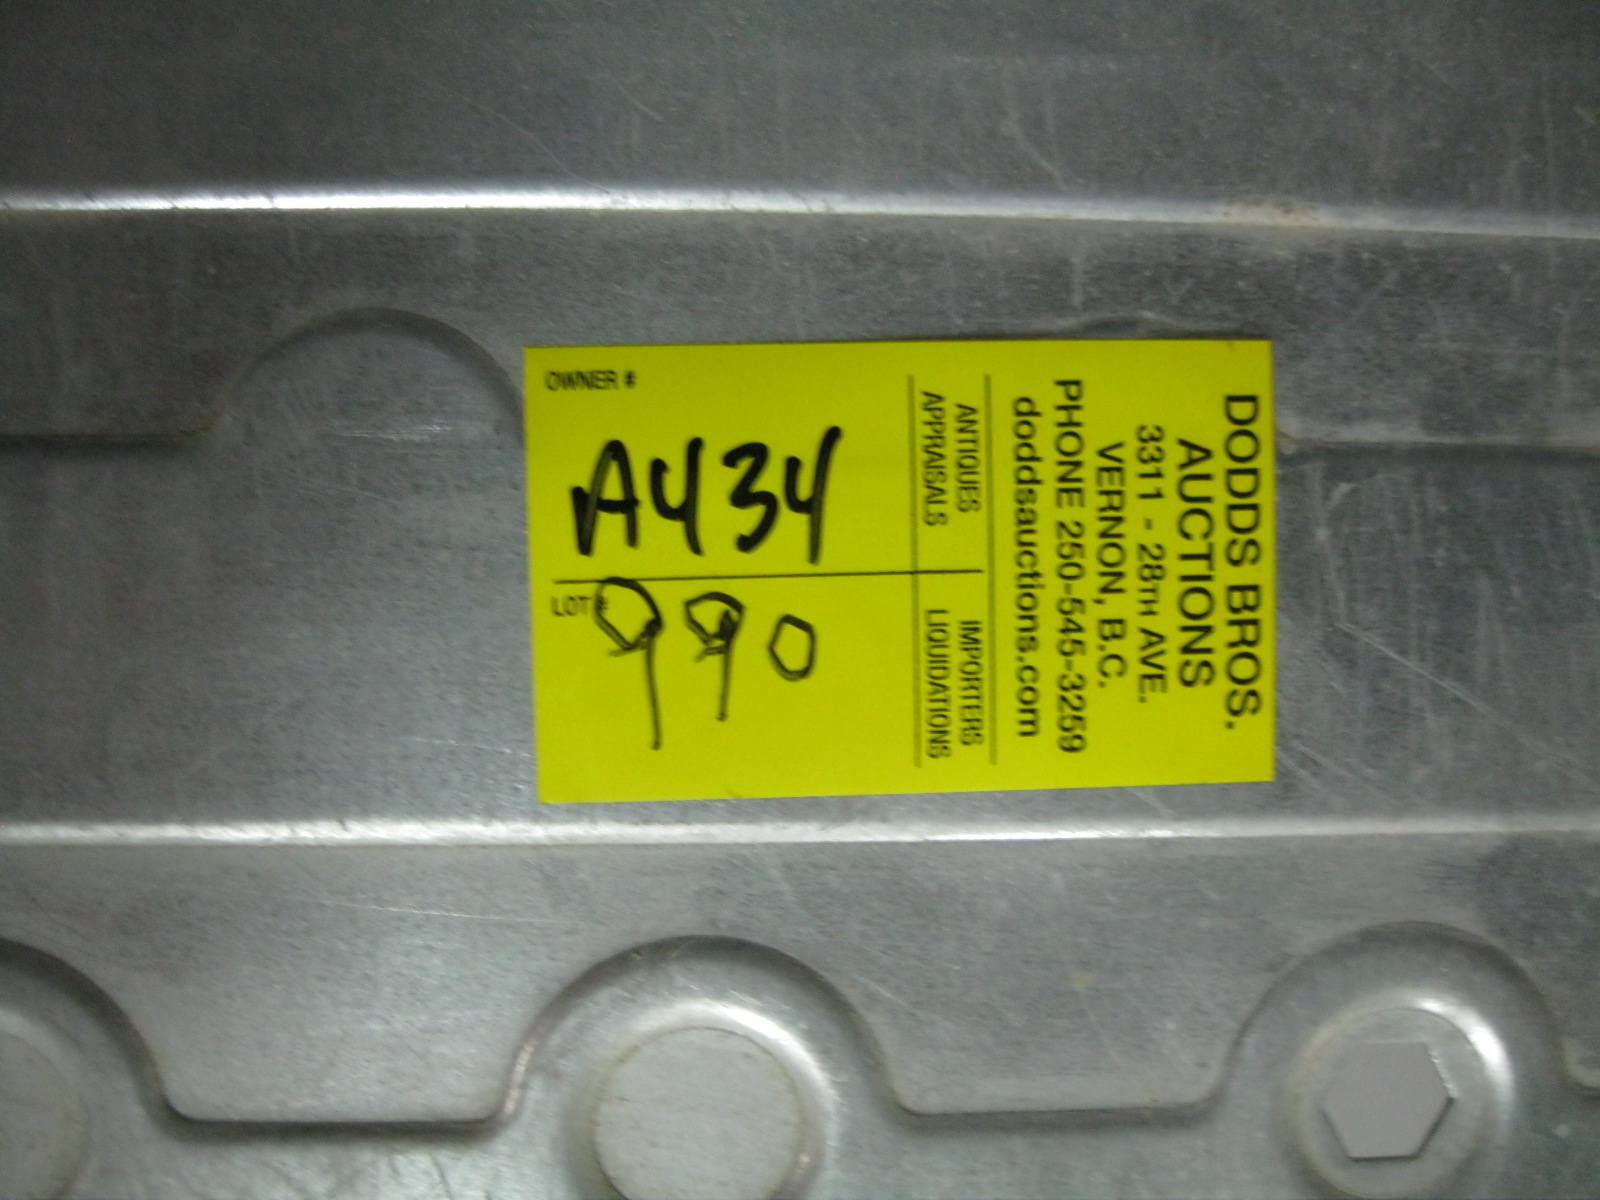 DODDS BROS.
AUCTIONS
3311 - 28TH AVE.
VERNON, B.C.
PHONE 250-545-3259
doddsauctions.com
ANTIQUES IMPORTERS
APPRAISALS LIQUIDATIONS
OWNER #
A434
LOT #
990